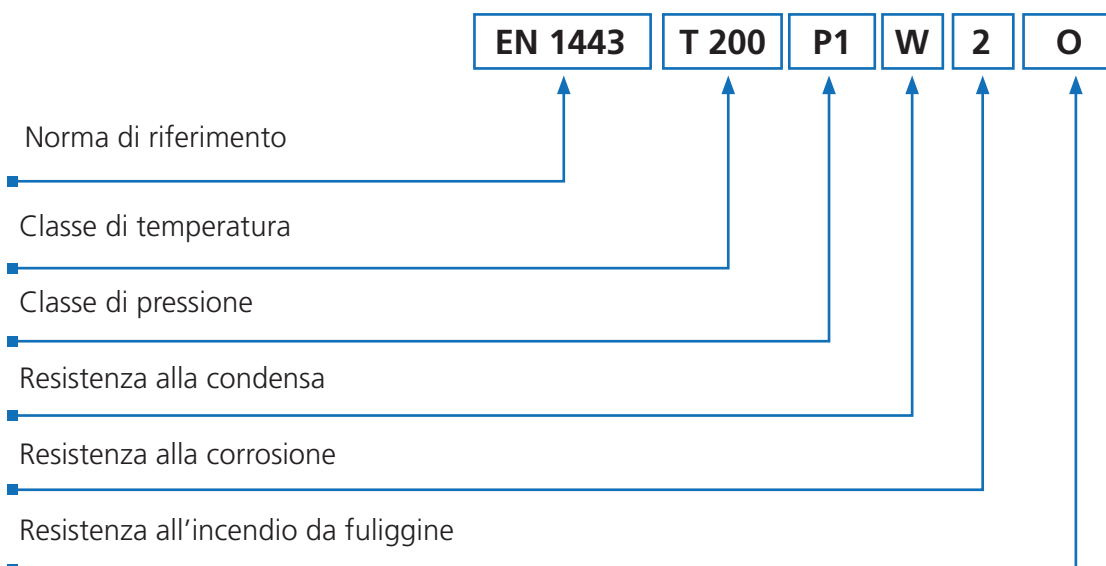 EN 1443 T 200 P1 W 2 O
Norma di riferimento
Classe di temperatura
Classe di pressione
Resistenza alla condensa
Resistenza alla corrosione
Resistenza all’incendio da fuliggine